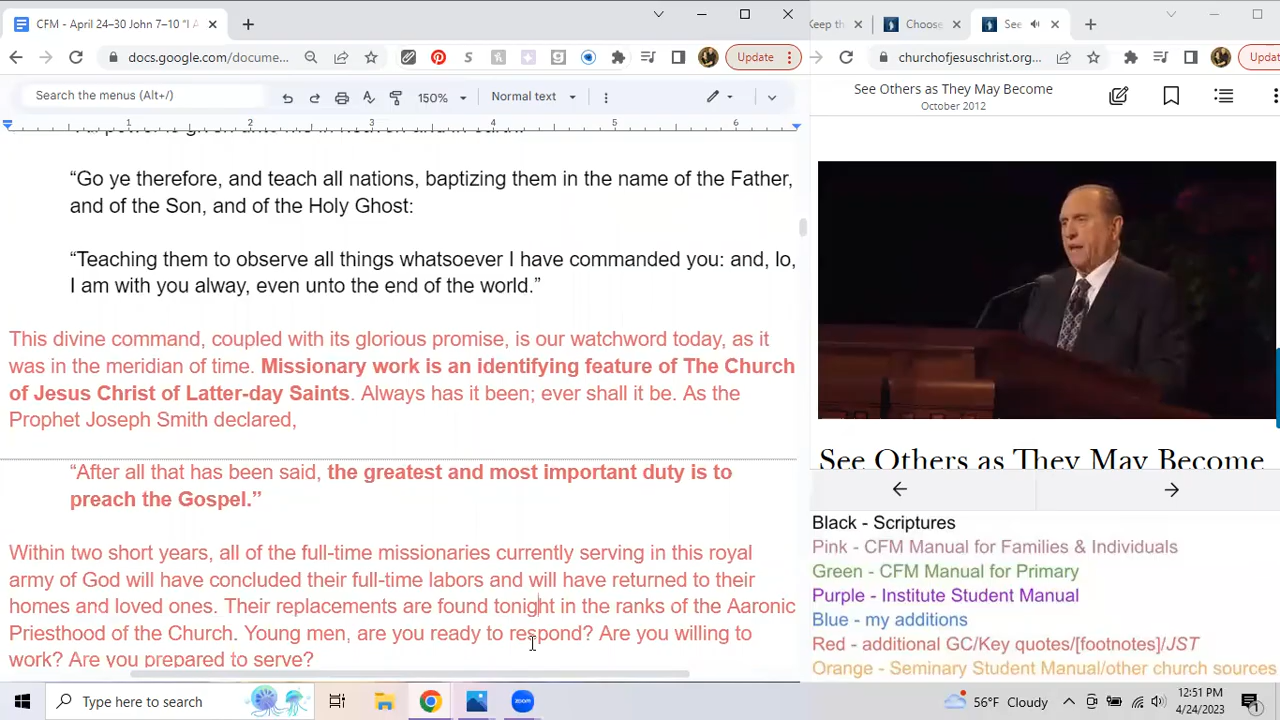 CFM - April 24–30 John 7–10 "I A
Keep th
Choose
See
docs.google.com/docume...
Update
churchofjesuschrist.org...
Updat
Search the menus (Alt+/)
150%
Normal text
See Others as They May Become
October 2012
1
2
3
4
5
6
“Go ye therefore, and teach all nations, baptizing them in the name of the Father,
and of the Son, and of the Holy Ghost:
“Teaching them to observe all things whatsoever I have commanded you: and, lo,
I am with you alway, even unto the end of the world.”
This divine command, coupled with its glorious promise, is our watchword today, as it
was in the meridian of time. Missionary work is an identifying feature of The Church
of Jesus Christ of Latter-day Saints. Always has it been; ever shall it be. As the
Prophet Joseph Smith declared,
“After all that has been said, the greatest and most important duty is to
preach the Gospel.”
Within two short years, all of the full-time missionaries currently serving in this royal
army of God will have concluded their full-time labors and will have returned to their
homes and loved ones. Their replacements are found tonight in the ranks of the Aaronic
Priesthood of the Church. Young men, are you ready to respond? Are you willing to
work? Are you prepared to serve?
See Others as They May Become
Black - Scriptures
Pink - CFM Manual for Families & Individuals
Green - CFM Manual for Primary
Purple - Institute Student Manual
Blue - my additions
Red - additional GC/Key quotes/[footnotes]/JST
Orange - Seminary Student Manual/other church sources
Type here to search
zoom
56°F Cloudy
12:51 PM
4/24/2023
1